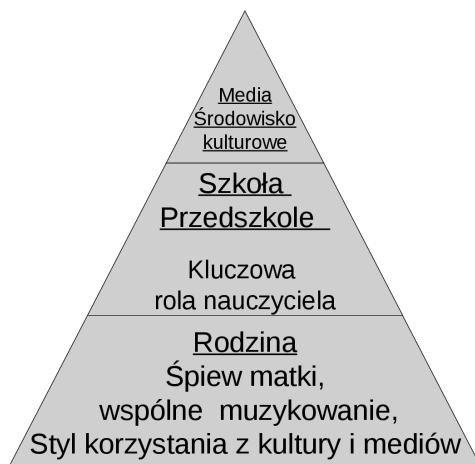 Media
Środowisko
kulturowe
Szkoła
Przedszkole
Kluczowa
rola nauczyciela
Rodzina
Śpiew matki,
wspólne muzykowanie,
Styl korzystania z kultury i mediów